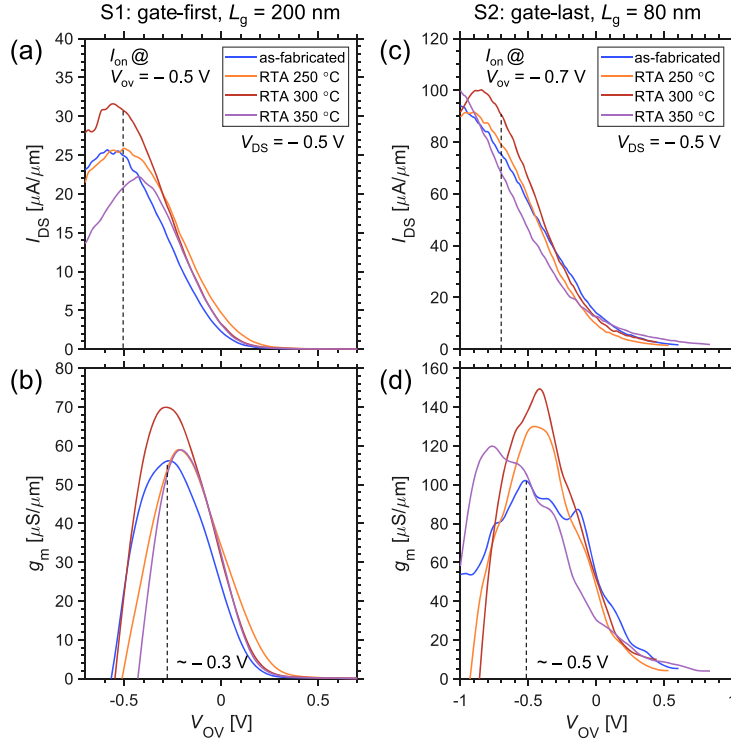 S1: gate-first, Lg = 200 nm
S2: gate-last, Lg = 80 nm
(a)
Ion @
Vov = − 0.5 V
as-fabricated
RTA 250 °C
RTA 300 °C
RTA 350 °C
VDS = − 0.5 V
IDS [μA/μm]
40
35
30
25
20
15
10
5
0
(c)
Ion @
Vov = − 0.7 V
as-fabricated
RTA 250 °C
RTA 300 °C
RTA 350 °C
VDS = − 0.5 V
IDS [μA/μm]
120
100
80
60
40
20
0
(b)
gm [μS/μm]
80
70
60
50
40
30
20
10
0
~ − 0.3 V
-0.5
0
0.5
VOV [V]
(d)
gm [μS/μm]
160
140
120
100
80
60
40
20
0
~ − 0.5 V
-1
-0.5
0
0.5
1
VOV [V]